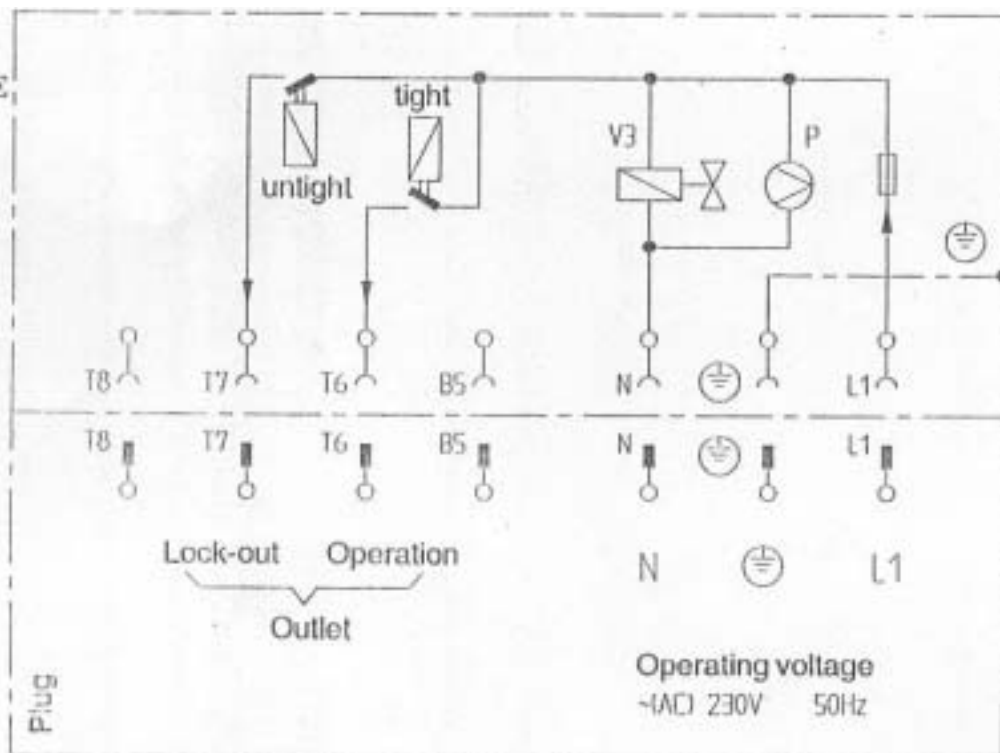 tight
V3
P
untight
T8 T7 T6 B5 N L1
T8 T7 T6 B5 N L1
Lock-out Operation
N L1
Outlet
Operating voltage
~(AC) 230V 50Hz
Plug